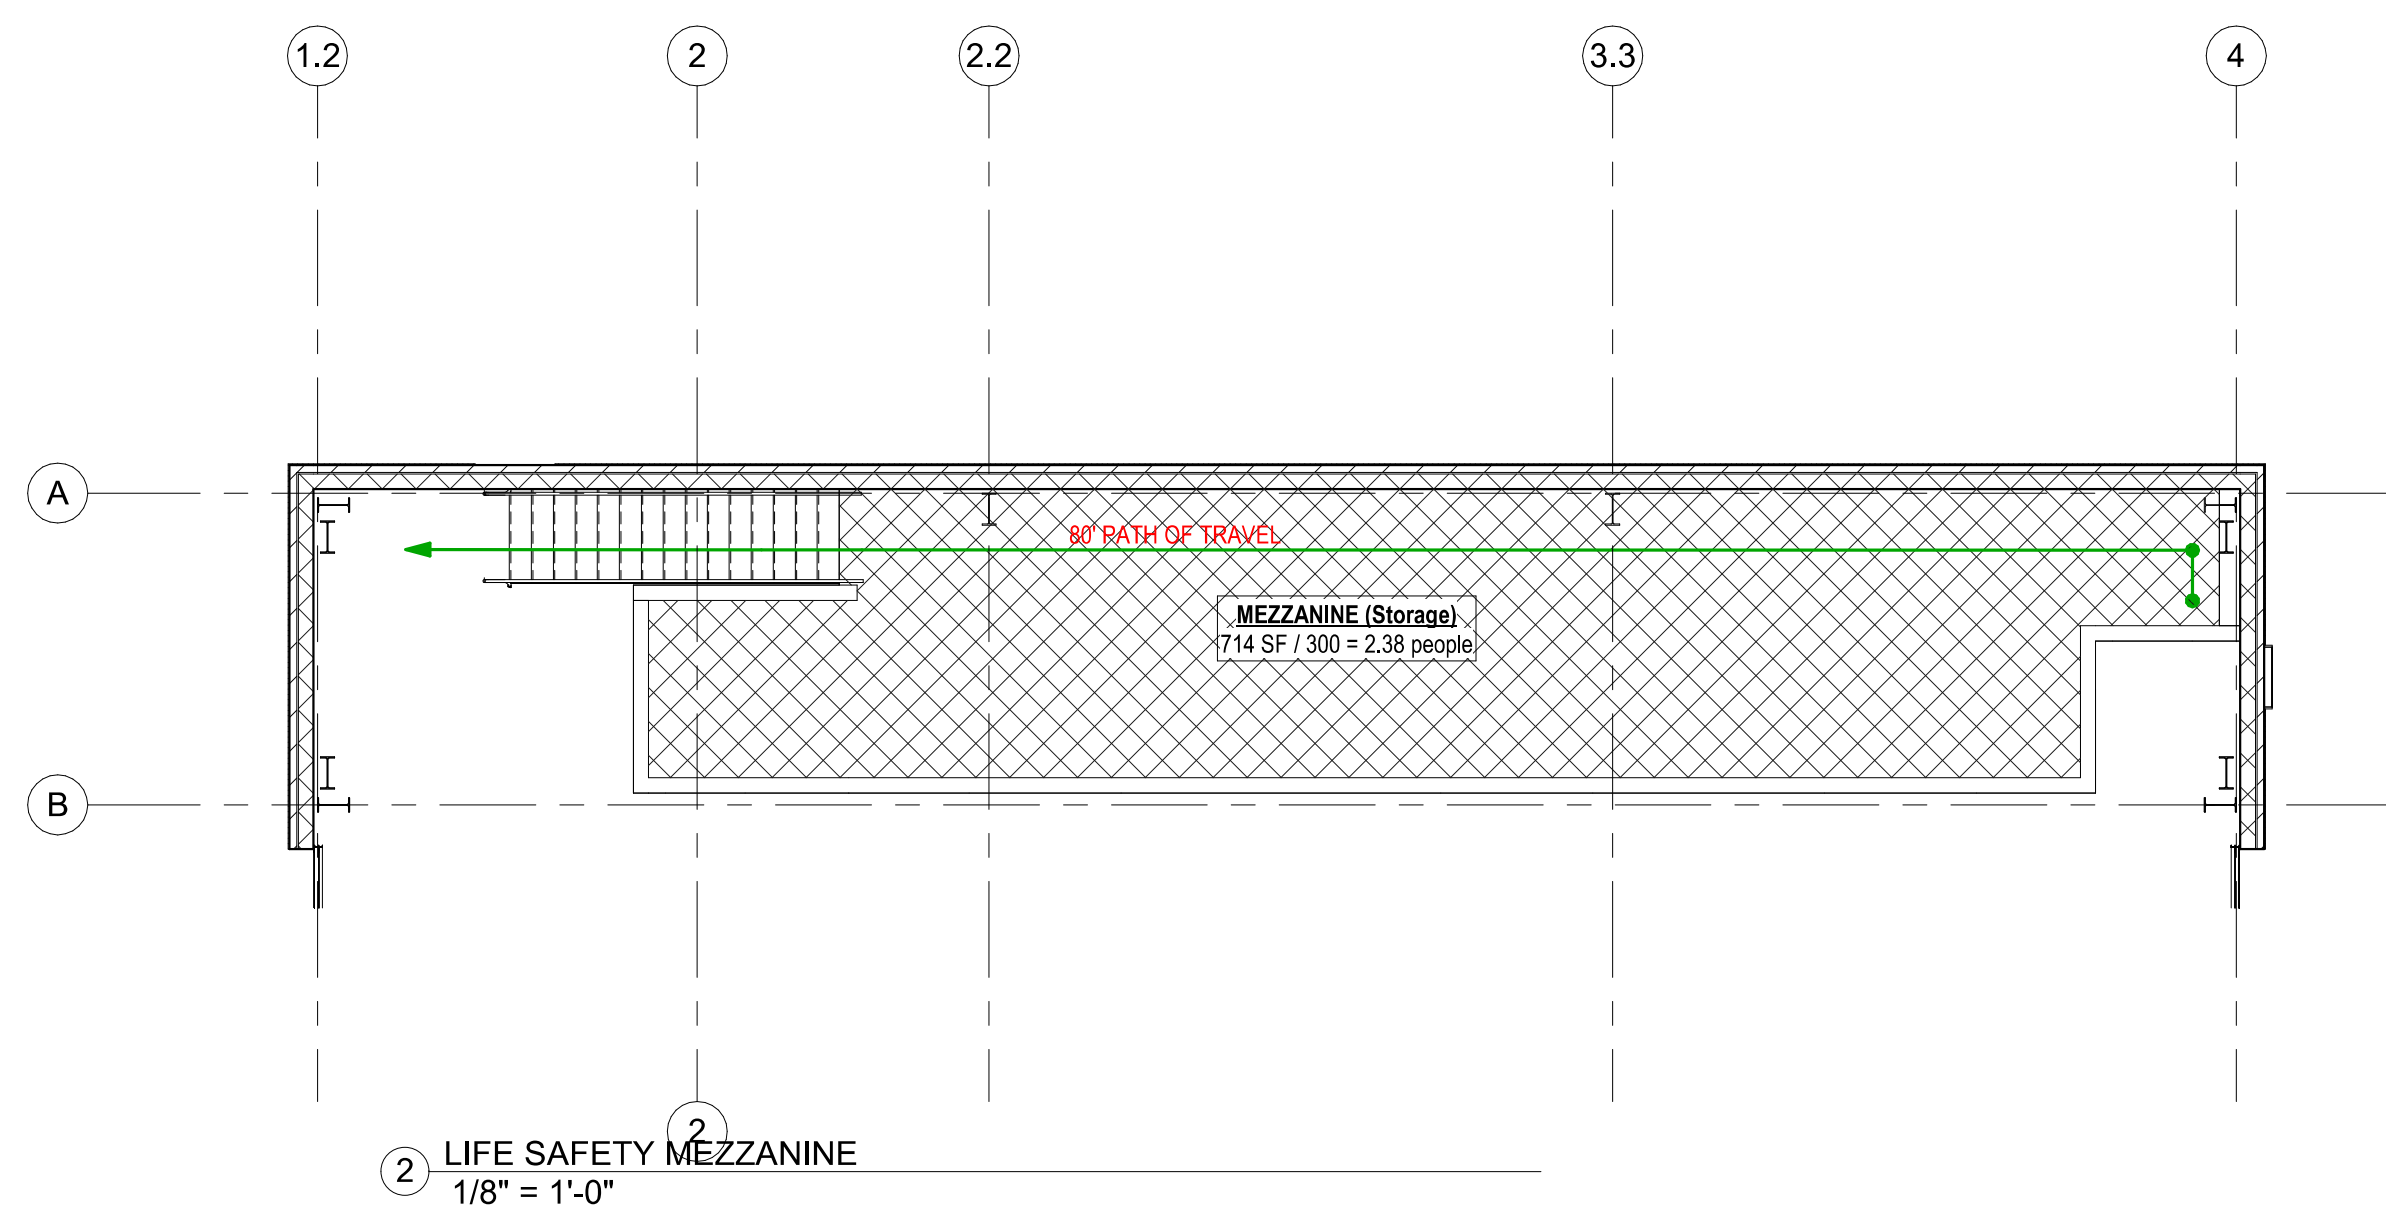 1.2
2
2.2
3.3
4
A
80' PATH OF TRAVEL
MEZZANINE (Storage)
714 SF / 300 = 2.38 people
B
2
2
LIFE SAFETY MEZZANINE
1/8" = 1'-0"